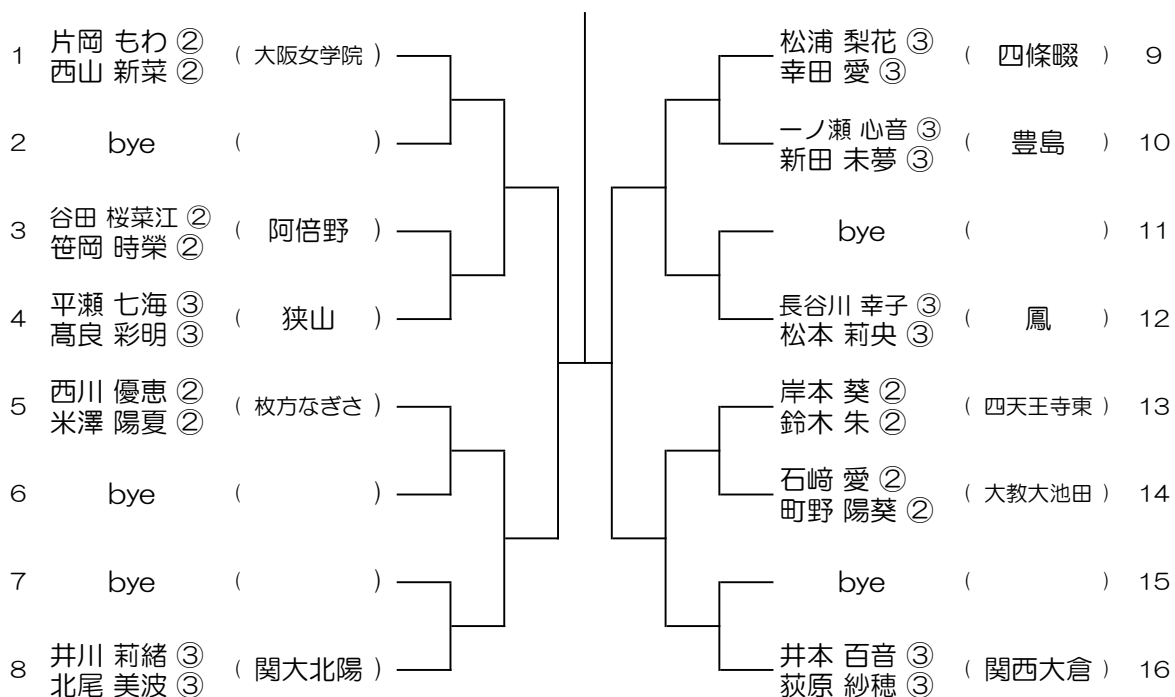 1 片岡 もわ ② ( 大阪女学院 )
西山 新菜 ②
2 bye ( )
3 谷田 桜菜江 ② ( 阿倍野 )
笹岡 時榮 ②
4 平瀬 七海 ③ ( 狭山 )
髙良 彩明 ③
5 西川 優恵 ② ( 枚方なぎさ )
米澤 陽夏 ②
6 bye ( )
7 bye ( )
8 井川 莉緒 ③ ( 関大北陽 )
北尾 美波 ③
松浦 梨花 ③ ( 四條畷 ) 9
幸田 愛 ③
一ノ瀬 心音 ③ ( 豊島 ) 10
新田 未夢 ③
bye ( ) 11
長谷川 幸子 ③ ( 鳳 ) 12
松本 莉央 ③
岸本 葵 ② ( 四天王寺東 ) 13
鈴木 朱 ②
石﨑 愛 ② ( 大教大池田 ) 14
町野 陽葵 ②
bye ( ) 15
井本 百音 ③ ( 関西大倉 ) 16
荻原 紗穂 ③